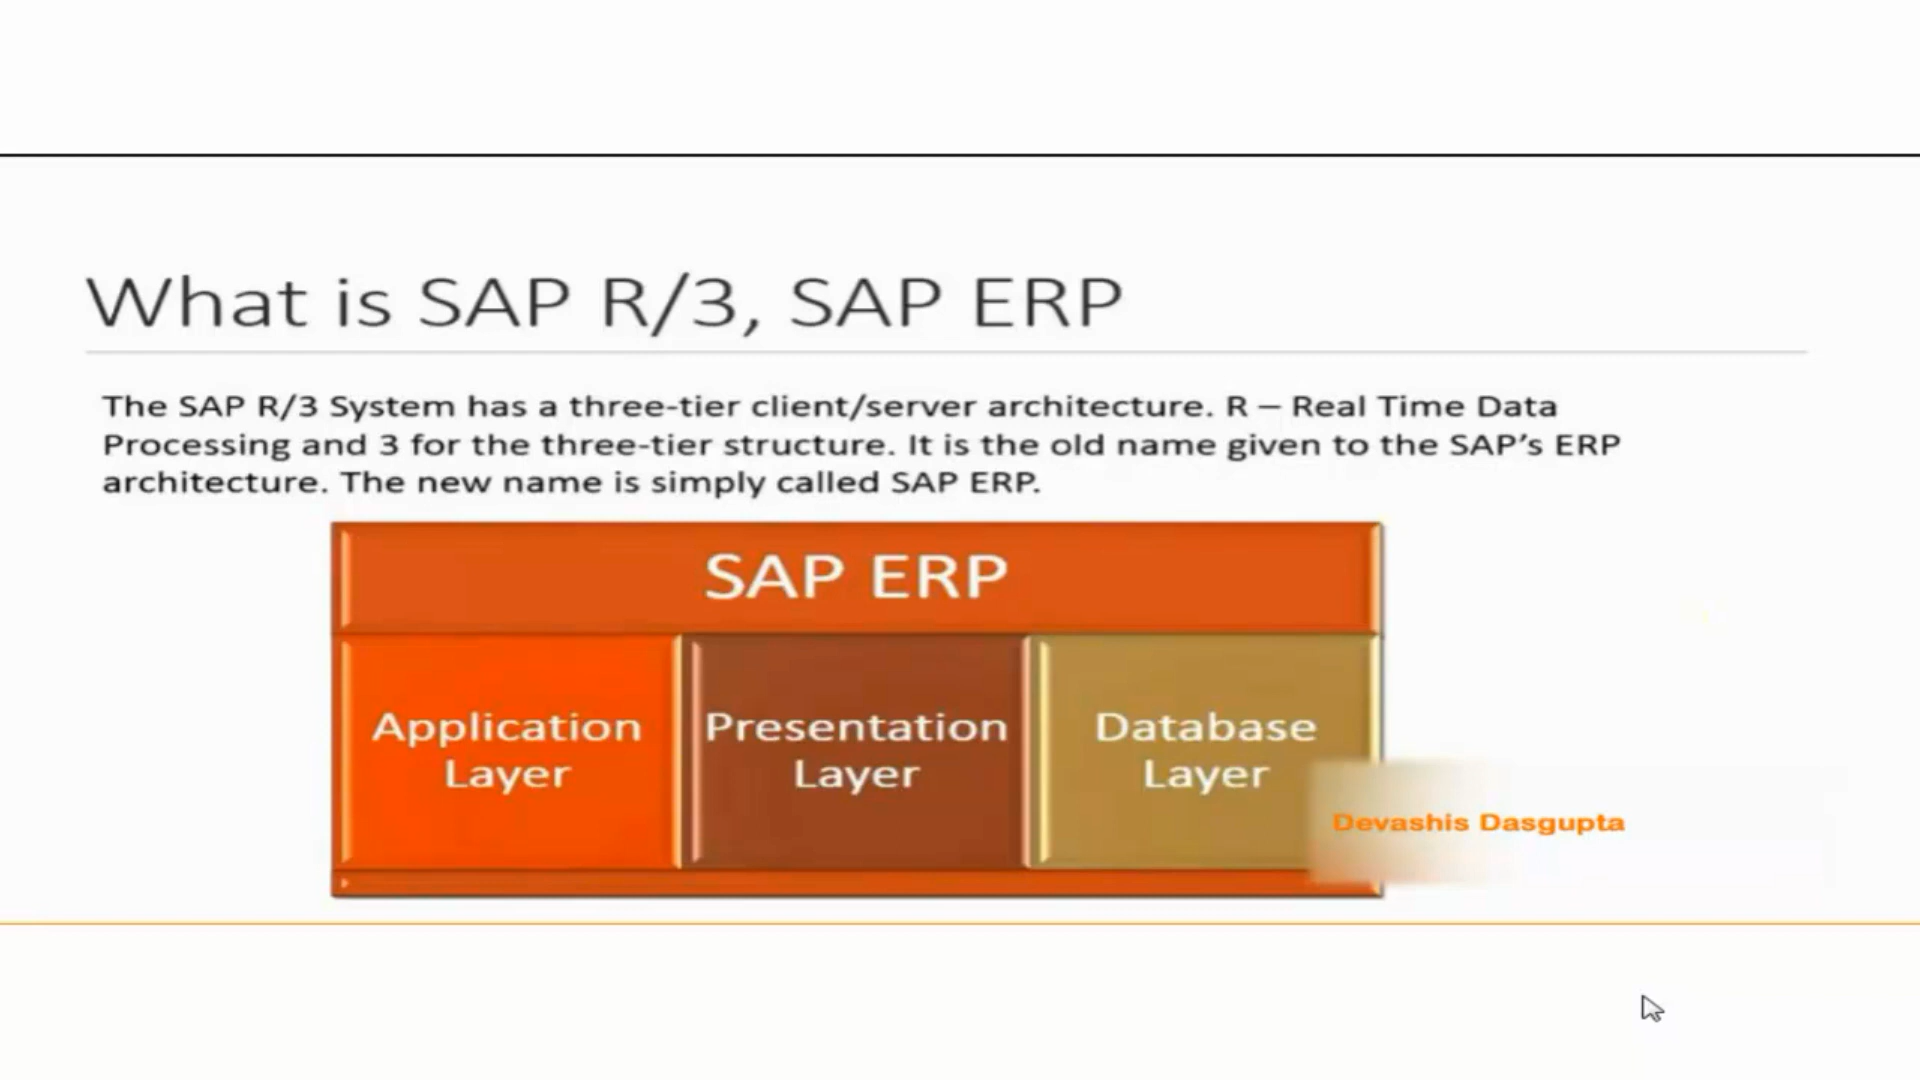 What is SAP R/3, SAP ERP
The SAP R/3 System has a three-tier client/server architecture. R – Real Time Data
Processing and 3 for the three-tier structure. It is the old name given to the SAP’s ERP
architecture. The new name is simply called SAP ERP.
SAP ERP
Application
Layer
Presentation
Layer
Database
Layer
Devashis Dasgupta